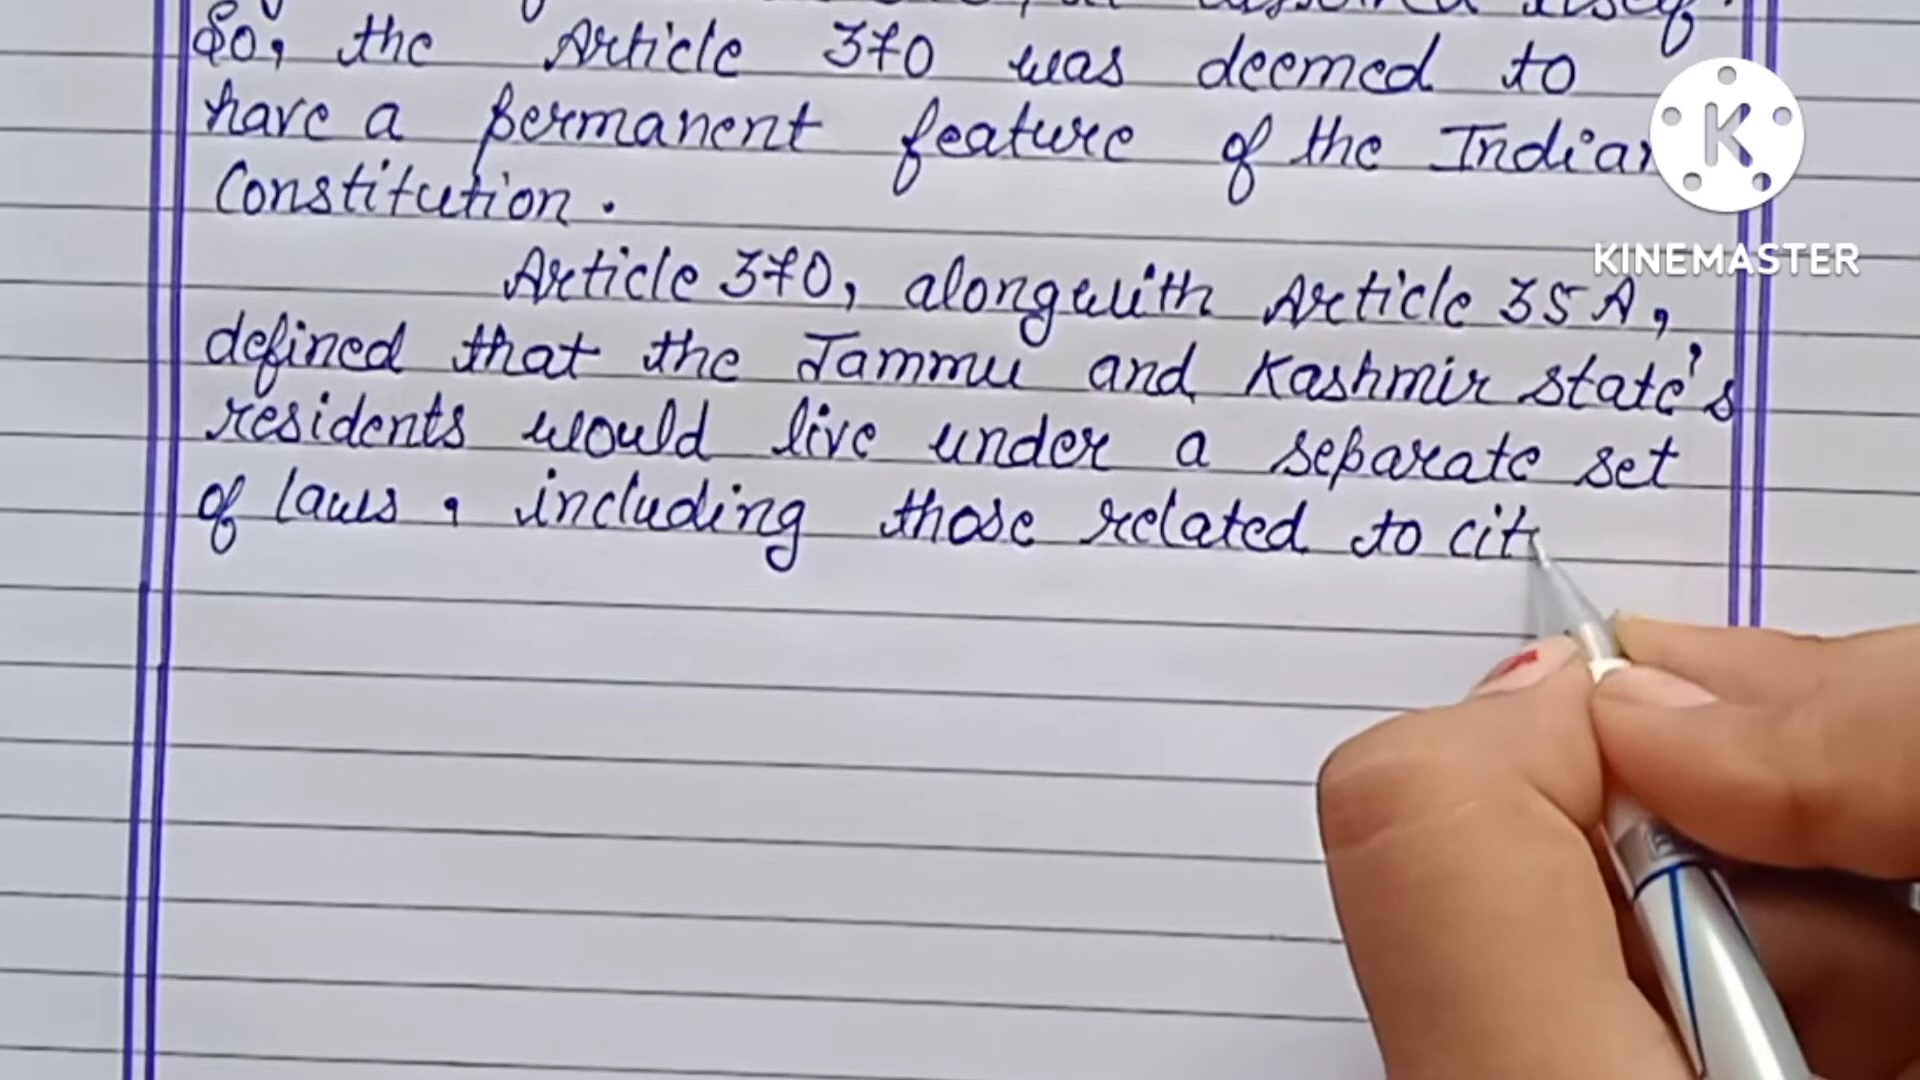 So, the Article 370 was deemed to
have a permanent feature of the Indian
Constitution.
Article 370, alongwith Article 35A,
defined that the Jammu and Kashmir state's
residents would live under a separate set
of laws, including those related to cit
KINEMASTER